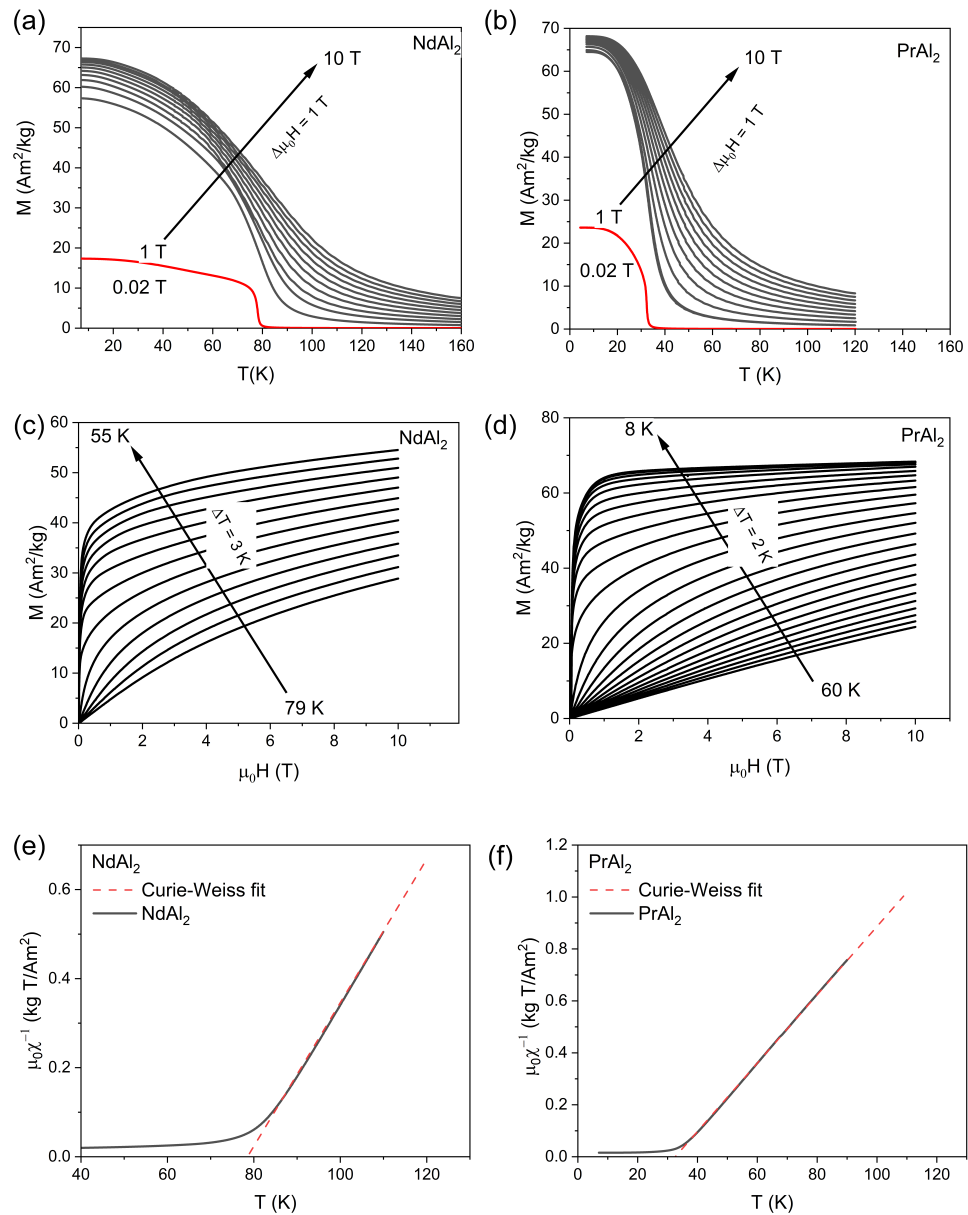 (a)
NdAl₂
10 T
Δμ₀H = 1 T
1 T
0.02 T
M (Am²/kg)
0
10
20
30
40
50
60
70
20 40 60 80 100 120 140 160
T(K)
(b)
PrAl₂
10 T
Δμ₀H = 1 T
1 T
0.02 T
M (Am²/kg)
0
10
20
30
40
50
60
70
0 20 40 60 80 100 120 140 160
T (K)
(c)
55 K
NdAl₂
ΔT = 3 K
79 K
M (Am²/kg)
0
10
20
30
40
50
60
0 2 4 6 8 10
μ₀H (T)
(d)
8 K
PrAl₂
ΔT = 2 K
60 K
M (Am²/kg)
0
20
40
60
80
0 2 4 6 8 10
μ₀H (T)
(e)
NdAl₂
Curie-Weiss fit
NdAl₂
μ₀χ⁻¹ (kg T/Am²)
0.0
0.2
0.4
0.6
40 60 80 100 120
T (K)
(f)
PrAl₂
Curie-Weiss fit
PrAl₂
μ₀χ⁻¹ (kg T/Am²)
0.0
0.2
0.4
0.6
0.8
1.0
1.2
0 20 40 60 80 100 120
T (K)